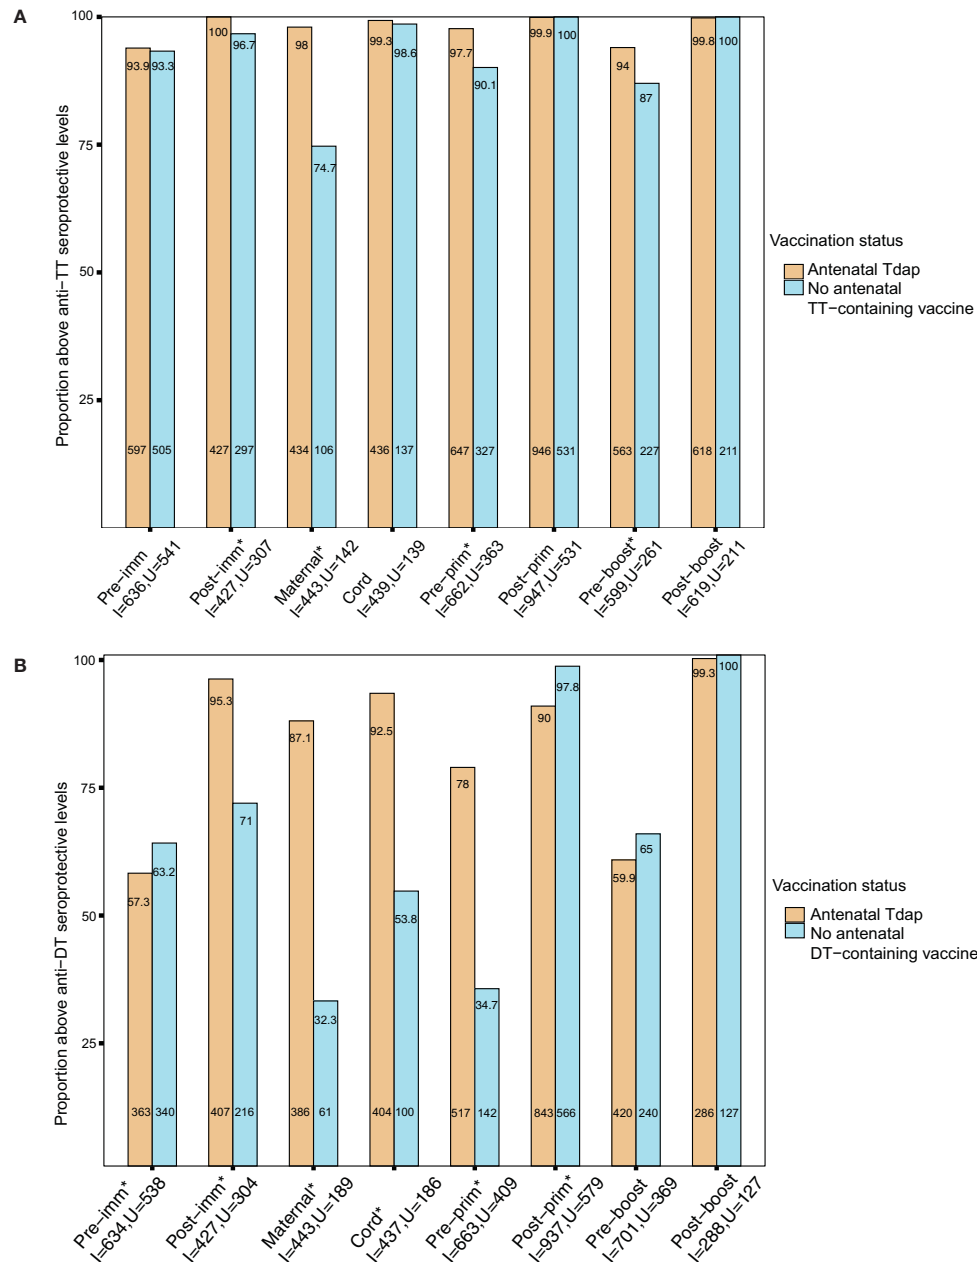 A
Proportion above anti−TT seroprotective levels
100
75
50
25
93.9 93.3
100 96.7
98 74.7
99.3 98.6
97.7 90.1
99.9 100
94 87
99.8 100
597 505 427 297 434 106 436 137 647 327 946 531 563 227 618 211
Pre−imm
I=636,U=541
Post−imm*
I=427,U=307
Maternal*
I=443,U=142
Cord
I=439,U=139
Pre−prim*
I=662,U=363
Post−prim
I=947,U=531
Pre−boost*
I=599,U=261
Post−boost
I=619,U=211
Vaccination status
Antenatal Tdap
No antenatal
TT−containing vaccine
B
Proportion above anti−DT seroprotective levels
100
75
50
25
57.3 63.2
95.3 71
87.1 32.3
92.5 53.8
78 34.7
90 97.8
59.9 65
99.3 100
363 340 407 216 386 61 404 100 517 142 843 566 420 240 286 127
Pre−imm*
I=634,U=538
Post−imm*
I=427,U=304
Maternal*
I=443,U=189
Cord*
I=437,U=186
Pre−prim*
I=663,U=409
Post−prim*
I=937,U=579
Pre−boost
I=701,U=369
Post−boost
I=288,U=127
Vaccination status
Antenatal Tdap
No antenatal
DT−containing vaccine